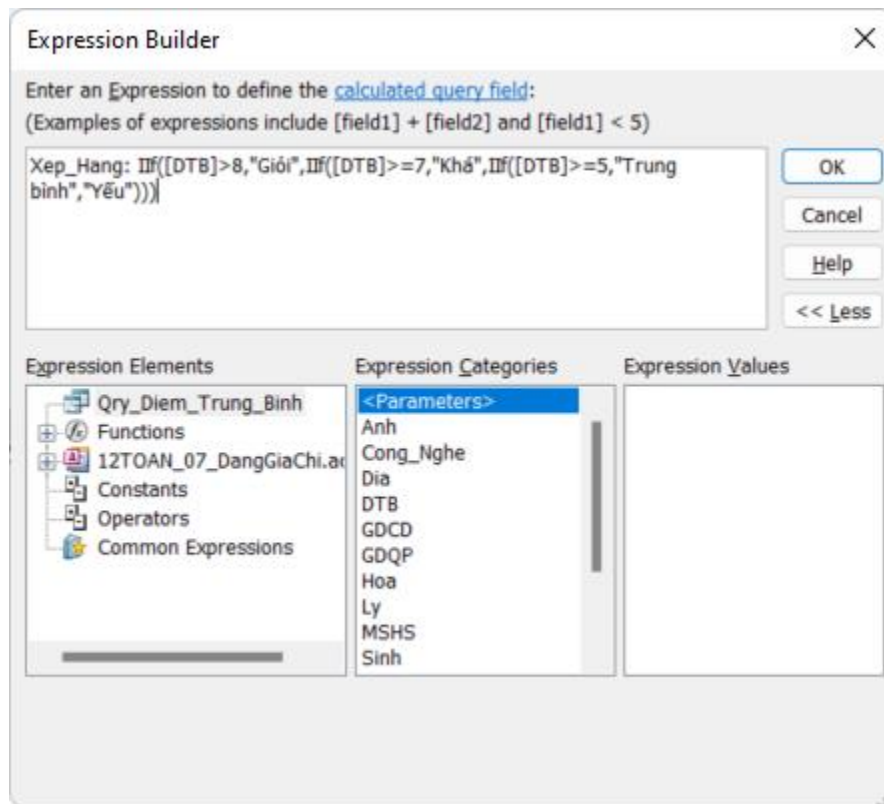 Expression Builder
Enter an Expression to define the calculated query field:
(Examples of expressions include [field1] + [field2] and [field1] < 5)
Xep_Hang: IIf([DTB]>8,"Giỏi",IIf([DTB]>=7,"Khá",IIf([DTB]>=5,"Trung
bình","Yếu")))
OK
Cancel
Help
<< Less
Expression Elements
Qry_Diem_Trung_Binh
Functions
12TOAN_07_DangGiaChi.ac
Constants
Operators
Common Expressions
Expression Categories
<Parameters>
Anh
Cong_Nghe
Dia
DTB
GDCD
GDQP
Hoa
Ly
MSHS
Sinh
Expression Values